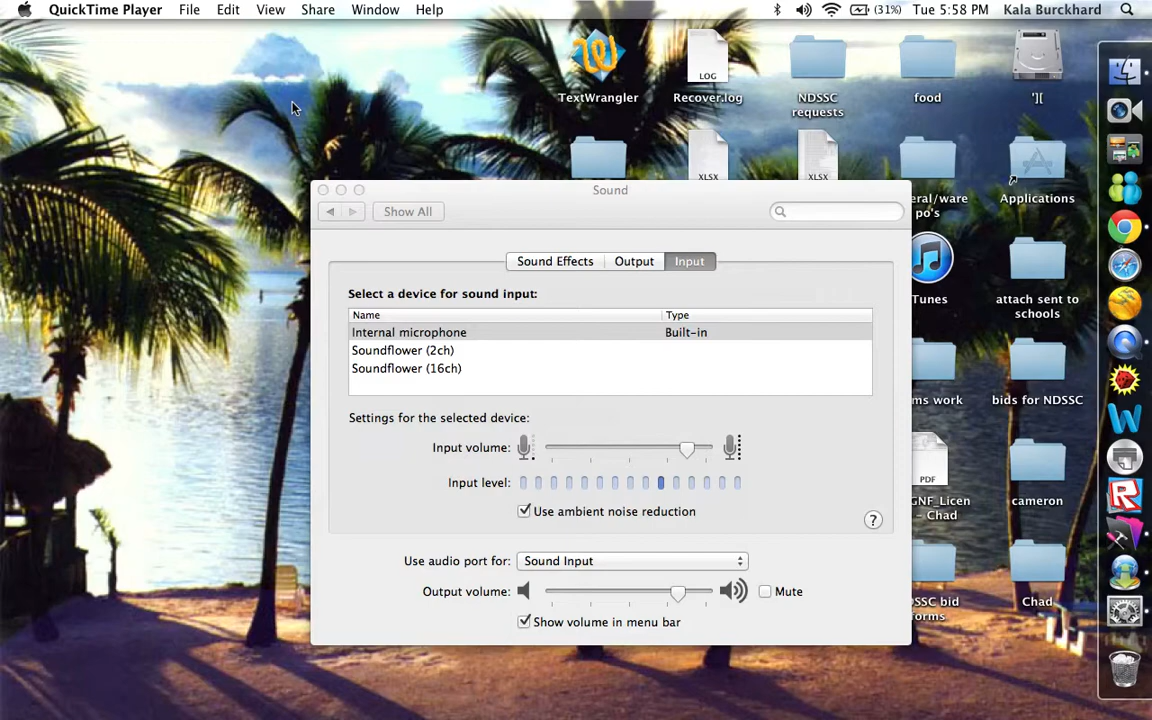 QuickTime Player File Edit View Share Window Help (31%) Tue 5:58 PM Kala Burckhard
TextWrangler
LOG
Recover.log
NDSSC
requests
food
'][
XLSX
XLSX
eral/ware
po's
Applications
Tunes
attach sent to
schools
ms work
bids for NDSSC
PDF
GNF_Licen
- Chad
cameron
SSC bid
forms
Chad
Sound
Show All
Sound Effects Output Input
Select a device for sound input:
Name Type
Internal microphone Built-in
Soundflower (2ch)
Soundflower (16ch)
Settings for the selected device:
Input volume:
Input level:
Use ambient noise reduction
?
Use audio port for: Sound Input
Output volume: Mute
Show volume in menu bar